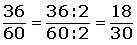 36/60 = 36:2/60:2 = 18/30